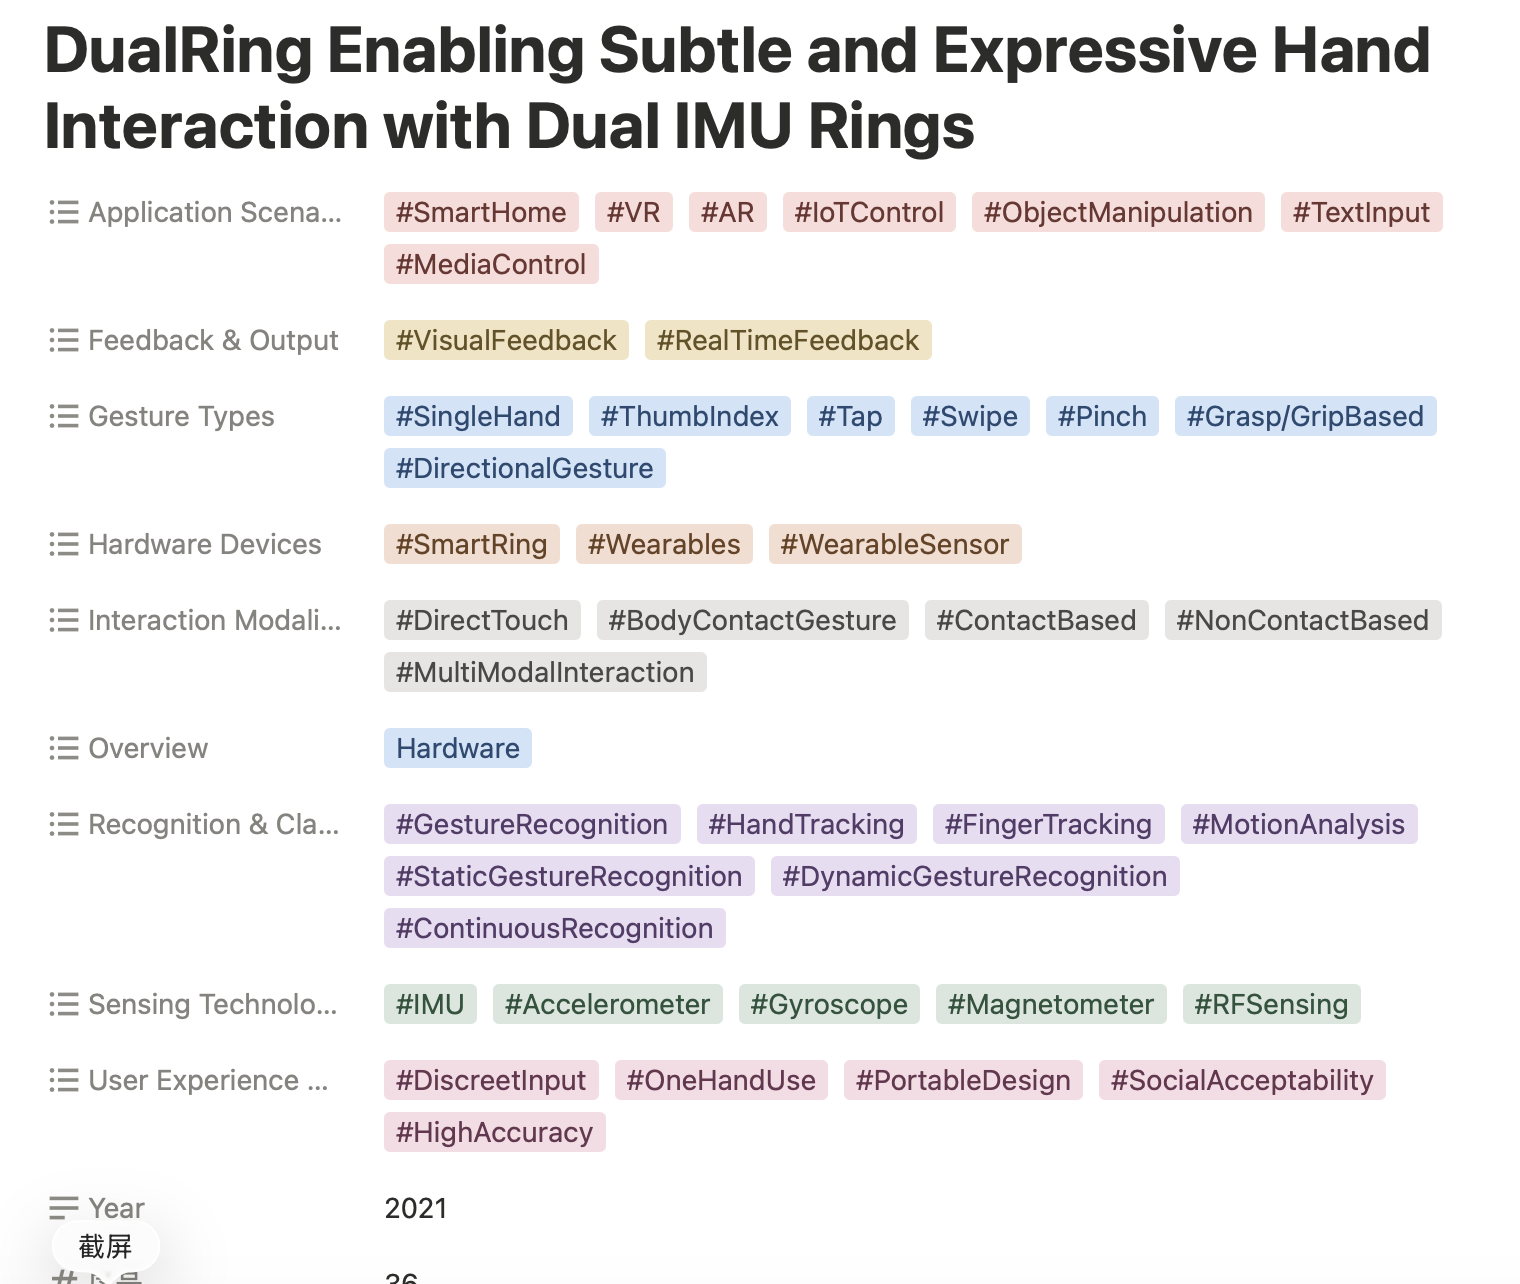 DualRing Enabling Subtle and Expressive Hand
Interaction with Dual IMU Rings
Application Scena... #SmartHome #VR #AR #IoTControl #ObjectManipulation #TextInput
#MediaControl
Feedback & Output #VisualFeedback #RealTimeFeedback
Gesture Types #SingleHand #ThumbIndex #Tap #Swipe #Pinch #Grasp/GripBased
#DirectionalGesture
Hardware Devices #SmartRing #Wearables #WearableSensor
Interaction Modali... #DirectTouch #BodyContactGesture #ContactBased #NonContactBased
#MultiModalInteraction
Overview Hardware
Recognition & Cla... #GestureRecognition #HandTracking #FingerTracking #MotionAnalysis
#StaticGestureRecognition #DynamicGestureRecognition
#ContinuousRecognition
Sensing Technolo... #IMU #Accelerometer #Gyroscope #Magnetometer #RFSensing
User Experience ... #DiscreetInput #OneHandUse #PortableDesign #SocialAcceptability
#HighAccuracy
Year 2021
截屏
36